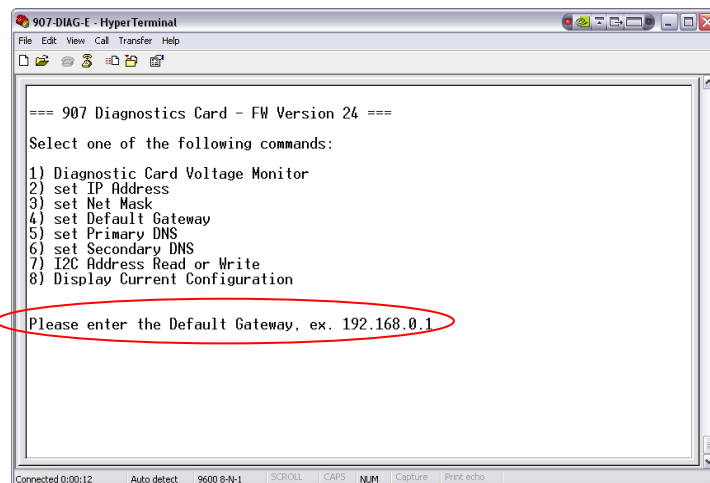 907-DIAG-E - HyperTerminal
File Edit View Call Transfer Help
=== 907 Diagnostics Card - FW Version 24 ===
Select one of the following commands:
1) Diagnostic Card Voltage Monitor
2) set IP Address
3) set Net Mask
4) set Default Gateway
5) set Primary DNS
6) set Secondary DNS
7) I2C Address Read or Write
8) Display Current Configuration
Please enter the Default Gateway, ex. 192.168.0.1
Connected 0:00:12 Auto detect 9600 8-N-1 SCROLL CAPS NUM Capture Print echo